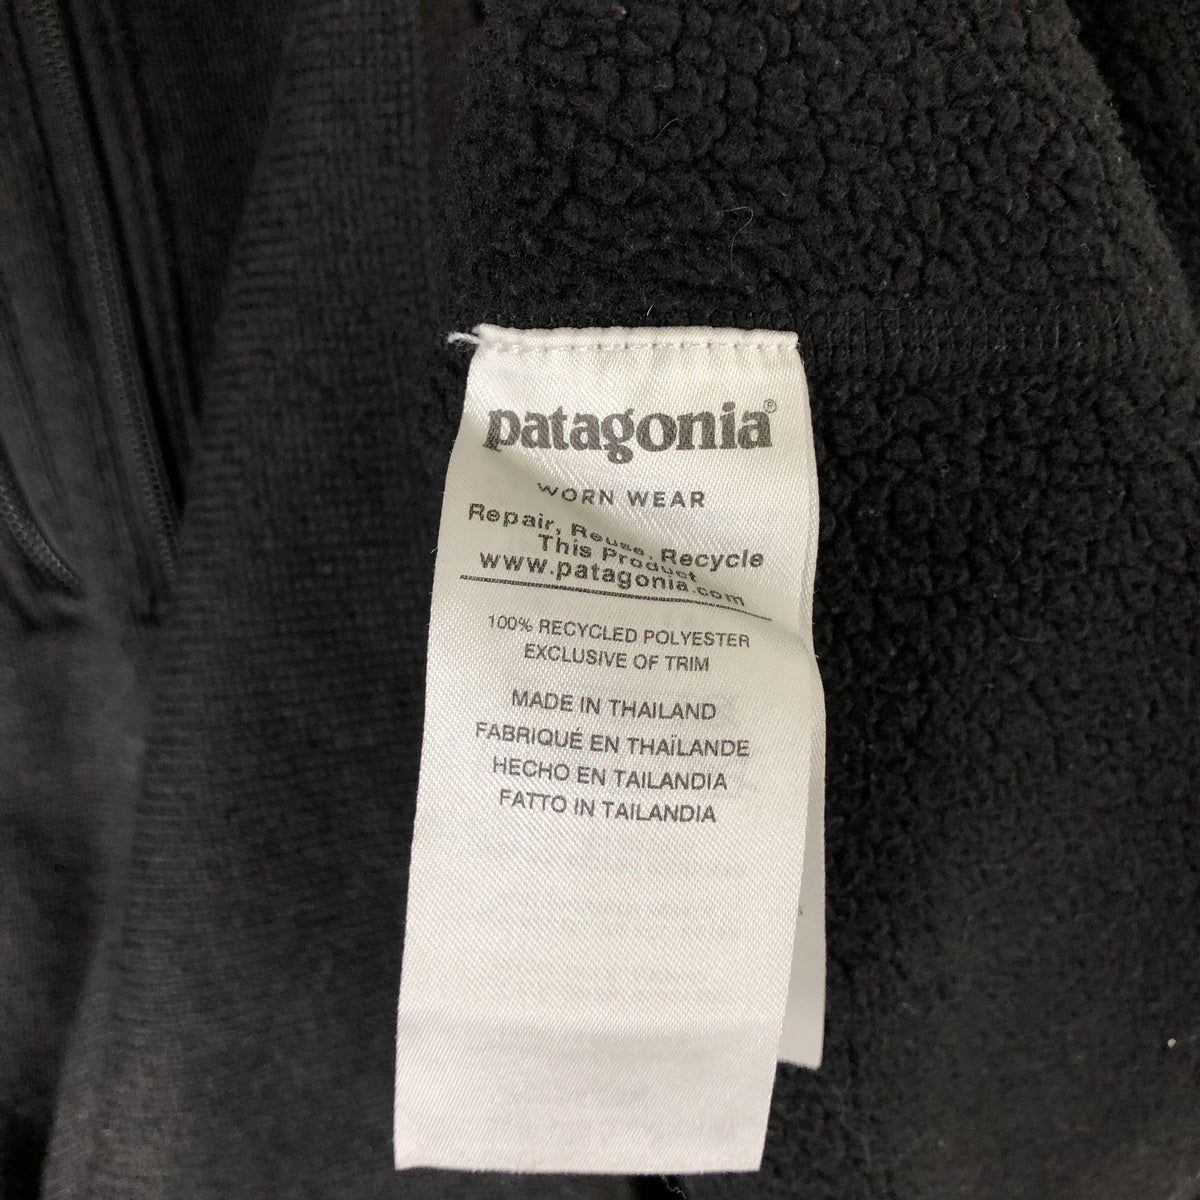 patagonia®
WORN WEAR
Repair, Reuse, Recycle
This Product
www.patagonia.com
100% RECYCLED POLYESTER
EXCLUSIVE OF TRIM
MADE IN THAILAND
FABRIQUÉ EN THAÏLANDE
HECHO EN TAILANDIA
FATTO IN TAILANDIA